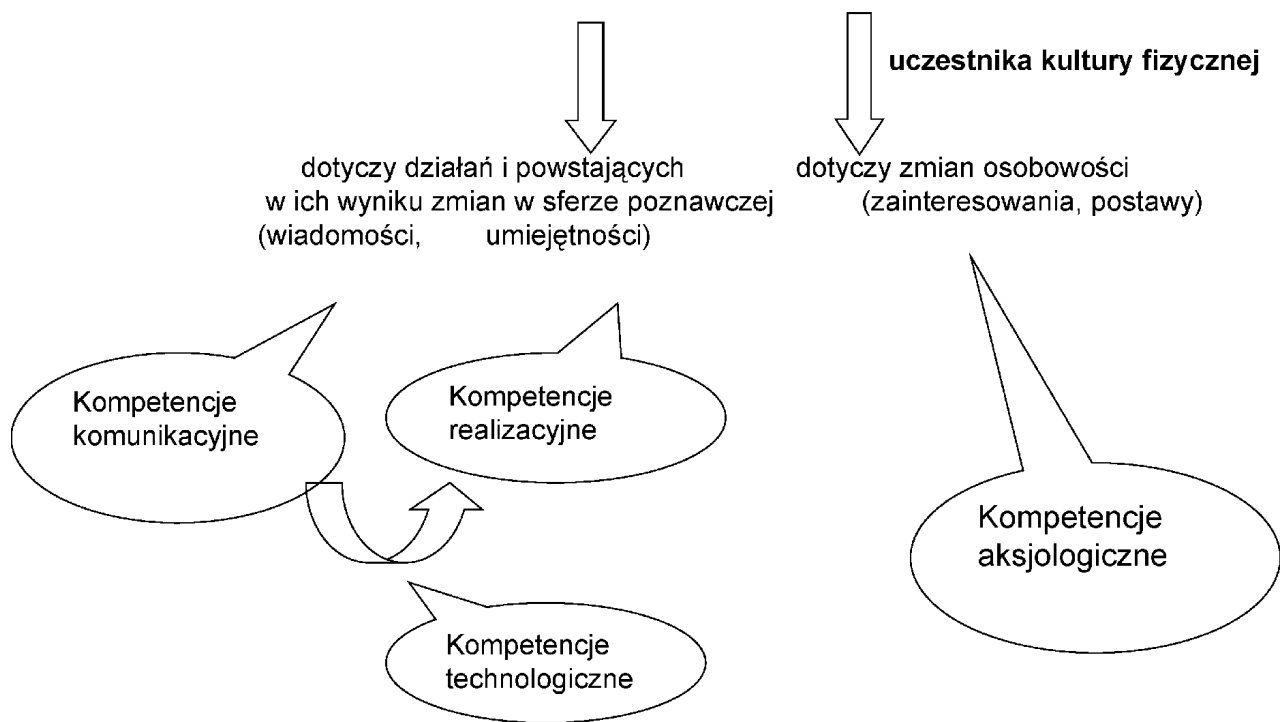 uczestnika kultury fizycznej
dotyczy działań i powstających
w ich wyniku zmian w sferze poznawczej
(wiadomości, umiejętności)
dotyczy zmian osobowości
(zainteresowania, postawy)
Kompetencje
komunikacyjne
Kompetencje
realizacyjne
Kompetencje
aksjologiczne
Kompetencje
technologiczne